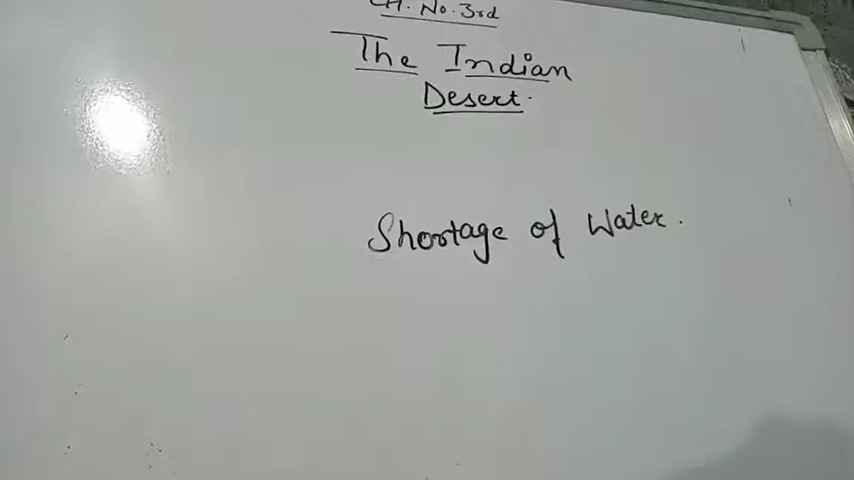 CH. No. 3rd
The Indian
Desert.
Shortage of Water.